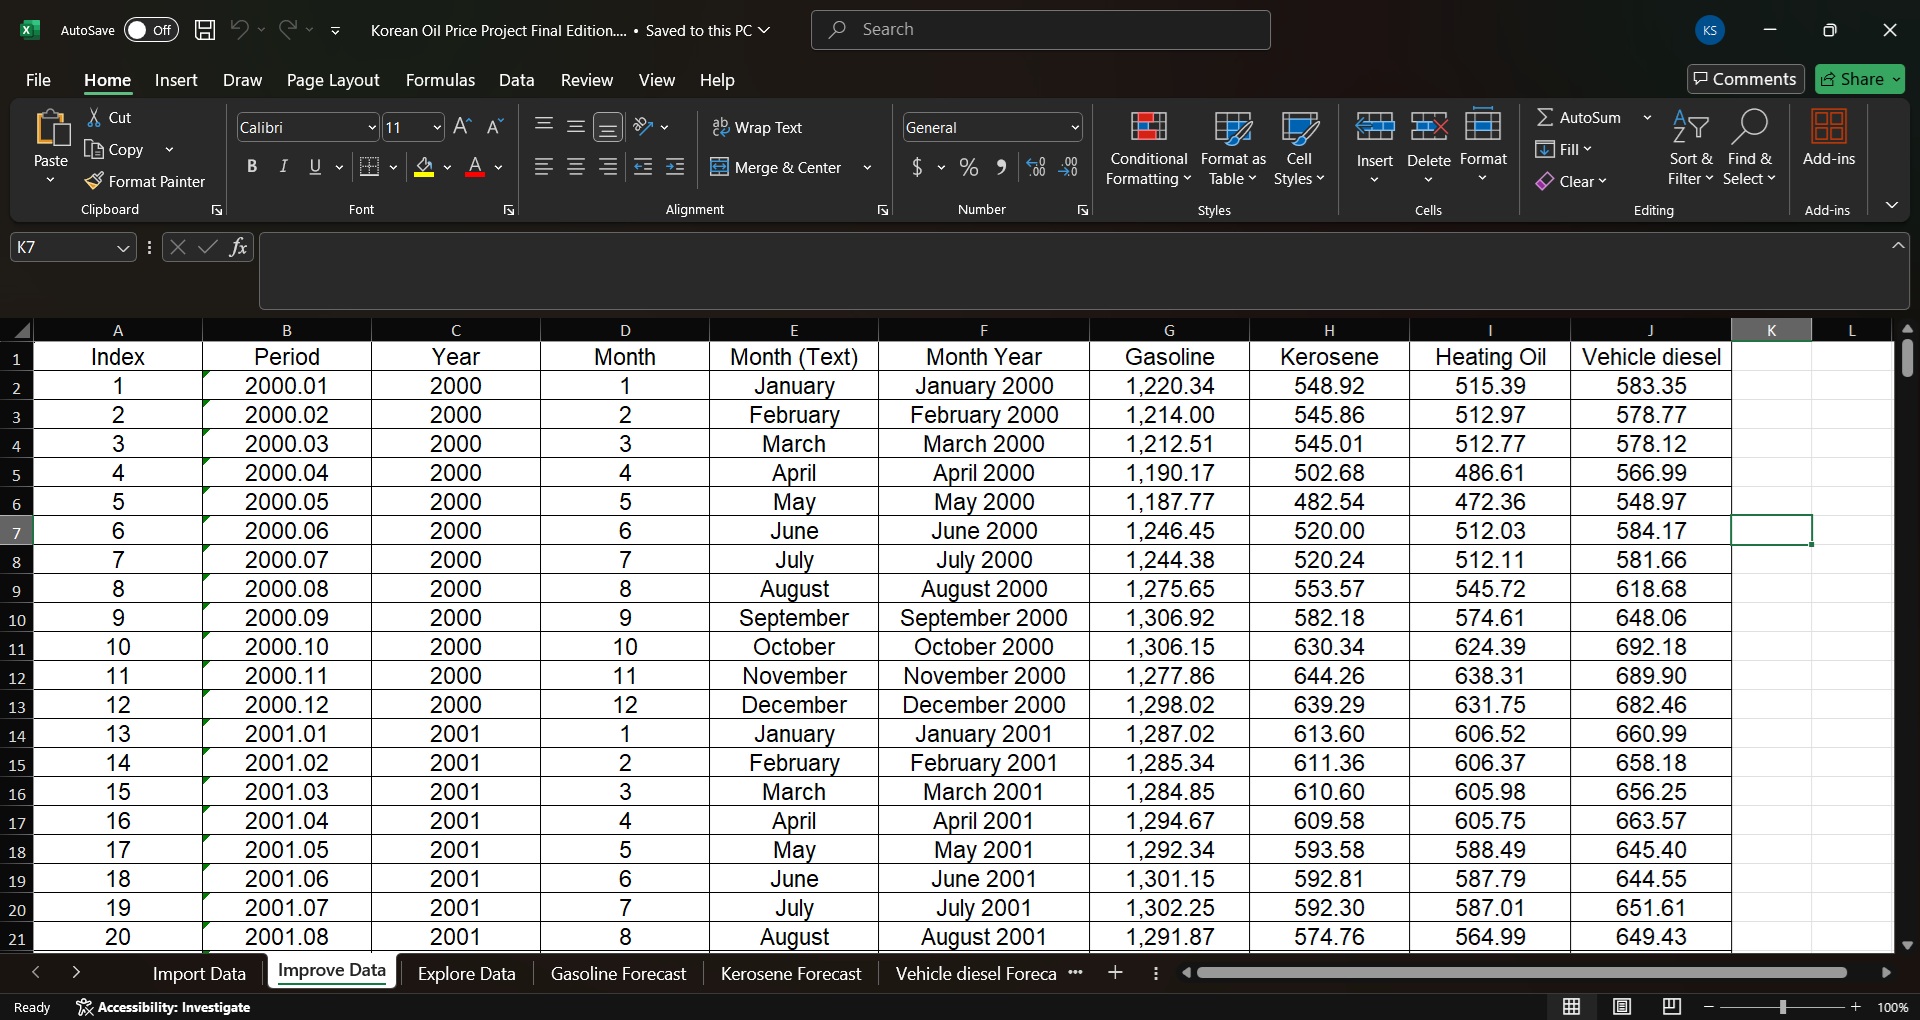 AutoSave Off Korean Oil Price Project Final Edition.... • Saved to this PC Search KS
File Home Insert Draw Page Layout Formulas Data Review View Help Comments Share
Paste Cut Copy Format Painter Clipboard
Calibri 11 B I U A Font
Wrap Text Merge & Center Alignment
General $ % Number
Conditional Formatting Format as Table Cell Styles Styles
Insert Delete Format Cells
AutoSum Fill Clear Sort & Filter Find & Select Editing
Add-ins Add-ins
K7 fx
A B C D E F G H I J K L
1 Index Period Year Month Month (Text) Month Year Gasoline Kerosene Heating Oil Vehicle diesel
2 1 2000.01 2000 1 January January 2000 1,220.34 548.92 515.39 583.35
3 2 2000.02 2000 2 February February 2000 1,214.00 545.86 512.97 578.77
4 3 2000.03 2000 3 March March 2000 1,212.51 545.01 512.77 578.12
5 4 2000.04 2000 4 April April 2000 1,190.17 502.68 486.61 566.99
6 5 2000.05 2000 5 May May 2000 1,187.77 482.54 472.36 548.97
7 6 2000.06 2000 6 June June 2000 1,246.45 520.00 512.03 584.17
8 7 2000.07 2000 7 July July 2000 1,244.38 520.24 512.11 581.66
9 8 2000.08 2000 8 August August 2000 1,275.65 553.57 545.72 618.68
10 9 2000.09 2000 9 September September 2000 1,306.92 582.18 574.61 648.06
11 10 2000.10 2000 10 October October 2000 1,306.15 630.34 624.39 692.18
12 11 2000.11 2000 11 November November 2000 1,277.86 644.26 638.31 689.90
13 12 2000.12 2000 12 December December 2000 1,298.02 639.29 631.75 682.46
14 13 2001.01 2001 1 January January 2001 1,287.02 613.60 606.52 660.99
15 14 2001.02 2001 2 February February 2001 1,285.34 611.36 606.37 658.18
16 15 2001.03 2001 3 March March 2001 1,284.85 610.60 605.98 656.25
17 16 2001.04 2001 4 April April 2001 1,294.67 609.58 605.75 663.57
18 17 2001.05 2001 5 May May 2001 1,292.34 593.58 588.49 645.40
19 18 2001.06 2001 6 June June 2001 1,301.15 592.81 587.79 644.55
20 19 2001.07 2001 7 July July 2001 1,302.25 592.30 587.01 651.61
21 20 2001.08 2001 8 August August 2001 1,291.87 574.76 564.99 649.43
Import Data Improve Data Explore Data Gasoline Forecast Kerosene Forecast Vehicle diesel Foreca ...
Ready Accessibility: Investigate 100%